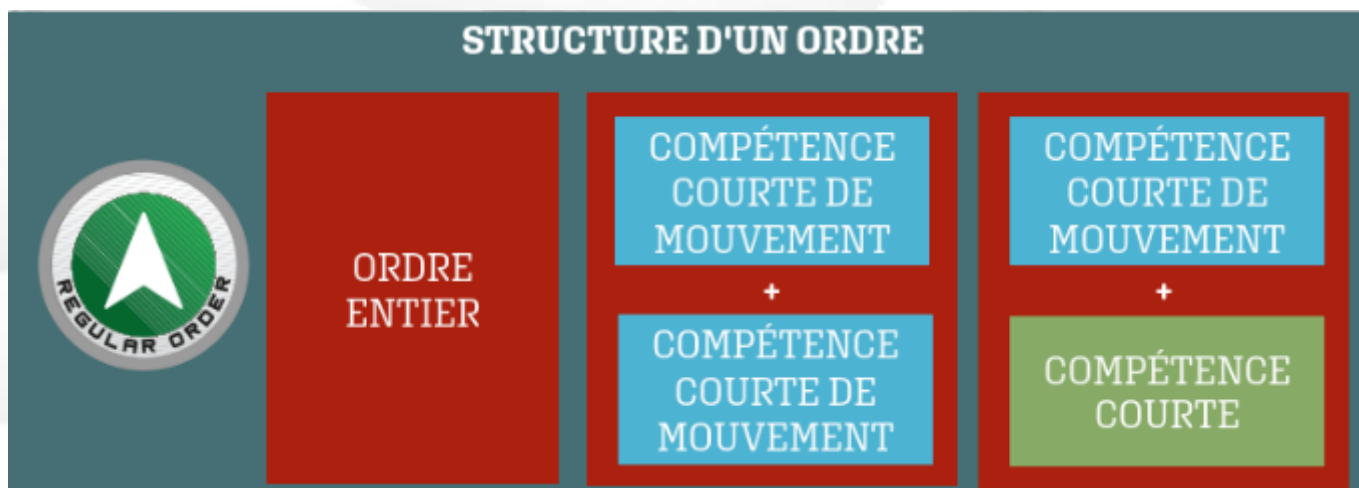 STRUCTURE D'UN ORDRE
REGULAR ORDER
ORDRE
ENTIER
COMPÉTENCE
COURTE DE
MOUVEMENT
+
COMPÉTENCE
COURTE DE
MOUVEMENT
COMPÉTENCE
COURTE DE
MOUVEMENT
+
COMPÉTENCE
COURTE